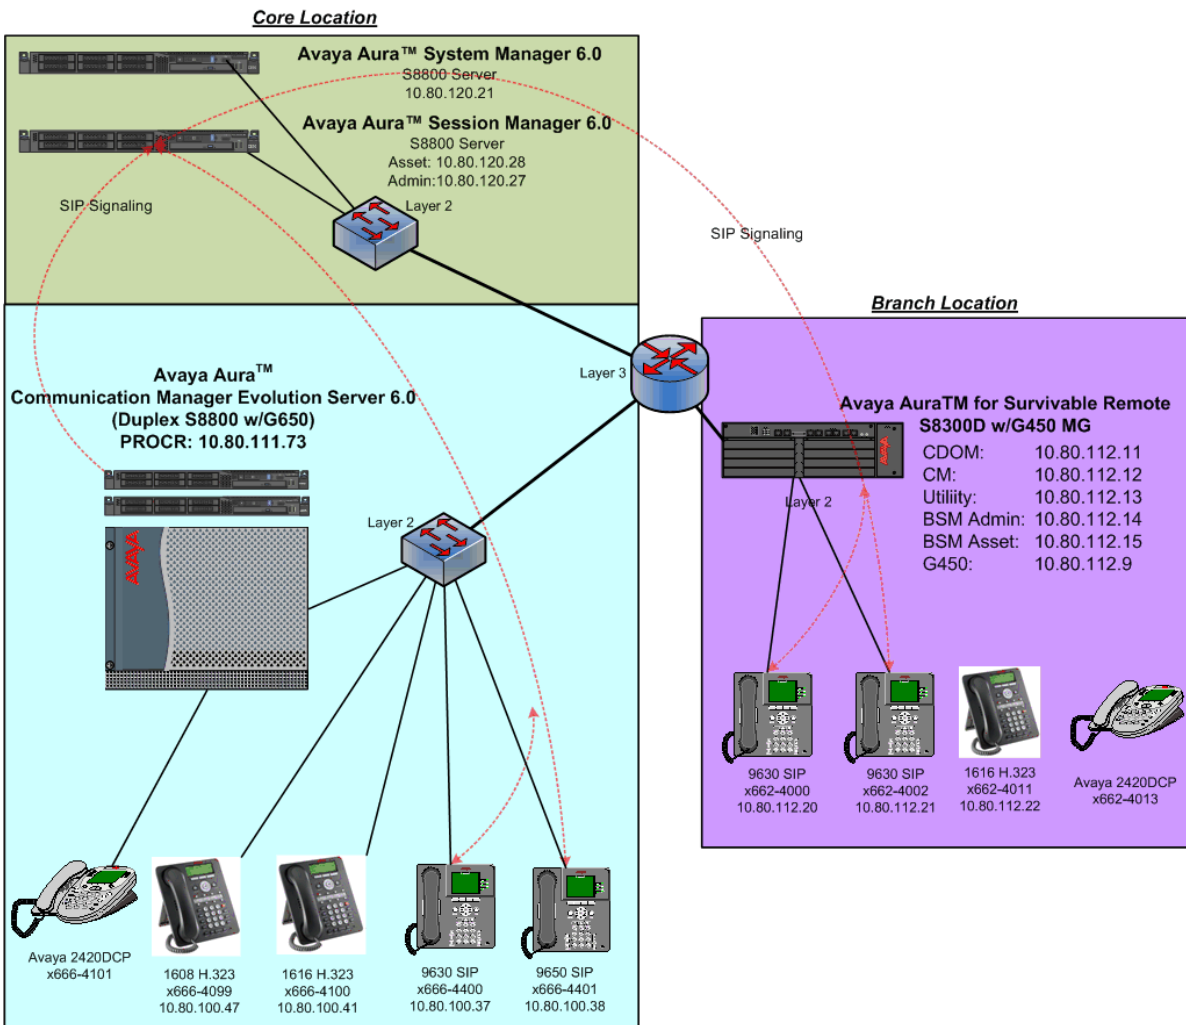 Core Location
Avaya Aura™ System Manager 6.0
S8800 Server
10.80.120.21
Avaya Aura™ Session Manager 6.0
S8800 Server
Asset: 10.80.120.28
Admin:10.80.120.27
SIP Signaling
Layer 2
SIP Signaling
Branch Location
Layer 3
Avaya Aura™
Communication Manager Evolution Server 6.0
(Duplex S8800 w/G650)
PROCR: 10.80.111.73
AVAYA
Layer 2
Avaya AuraTM for Survivable Remote
S8300D w/G450 MG
AVAYA
CDOM: 10.80.112.11
CM: 10.80.112.12
Utiliity: 10.80.112.13
BSM Admin: 10.80.112.14
BSM Asset: 10.80.112.15
G450: 10.80.112.9
Layer 2
9630 SIP
x662-4000
10.80.112.20
9630 SIP
x662-4002
10.80.112.21
1616 H.323
x662-4011
10.80.112.22
Avaya 2420DCP
x662-4013
Avaya 2420DCP
x666-4101
1608 H.323
x666-4099
10.80.100.47
1616 H.323
x666-4100
10.80.100.41
9630 SIP
x666-4400
10.80.100.37
9650 SIP
x666-4401
10.80.100.38